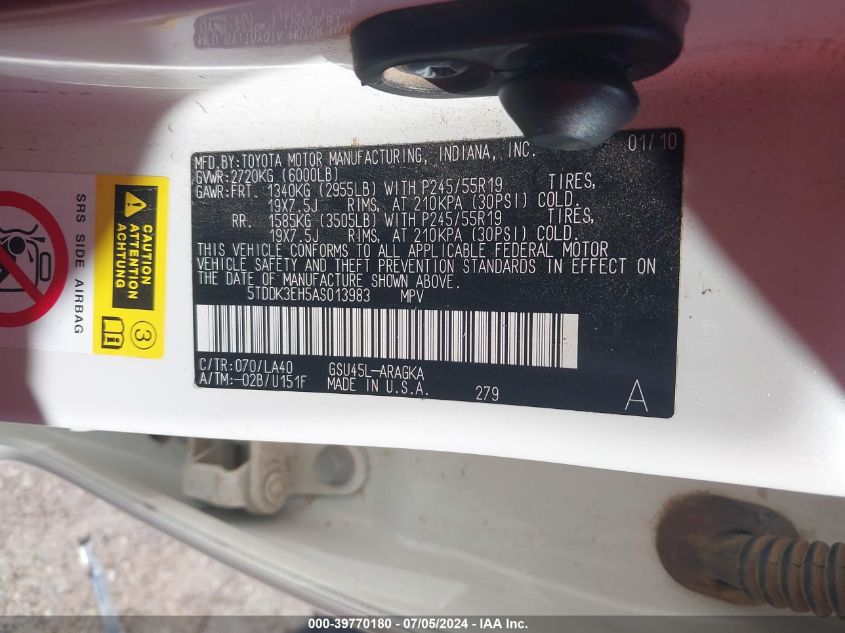 MFD.BY:TOYOTA MOTOR MANUFACTURING, INDIANA, INC. 01/10
GVWR:2720KG (6000LB)
GAWR:FRT. 1340KG (2955LB) WITH P245/55R19 TIRES,
19X7.5J RIMS, AT 210KPA (30PSI) COLD.
RR. 1585KG (3505LB) WITH P245/55R19 TIRES,
19X7.5J RIMS, AT 210KPA (30PSI) COLD.
THIS VEHICLE CONFORMS TO ALL APPLICABLE FEDERAL MOTOR
VEHICLE SAFETY AND THEFT PREVENTION STANDARDS IN EFFECT ON
THE DATE OF MANUFACTURE SHOWN ABOVE.
5TDDK3EH5AS013983 MPV
C/TR:070/LA40 GSU45L-ARAGKA
A/TM:-02B/U151F MADE IN U.S.A. 279 A
SRS SIDE AIRBAG
CAUTION
ATTENTION
3
000-39770180 - 07/05/2024 - IAAI Inc.